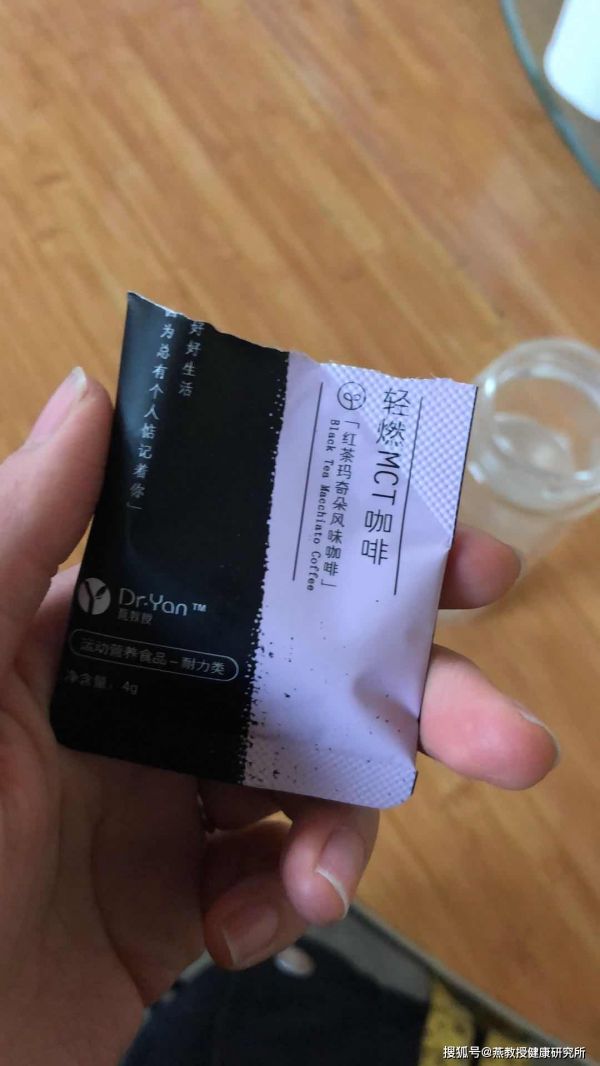 好好生活
为总有个人惦记着你」
轻燃MCT咖啡
「红茶玛奇朵风味咖啡」
Black Tea Macchiato Coffee
Dr.Yan™
燕教授
运动营养食品-耐力类
净含量：4g
搜狐号@燕教授健康研究所